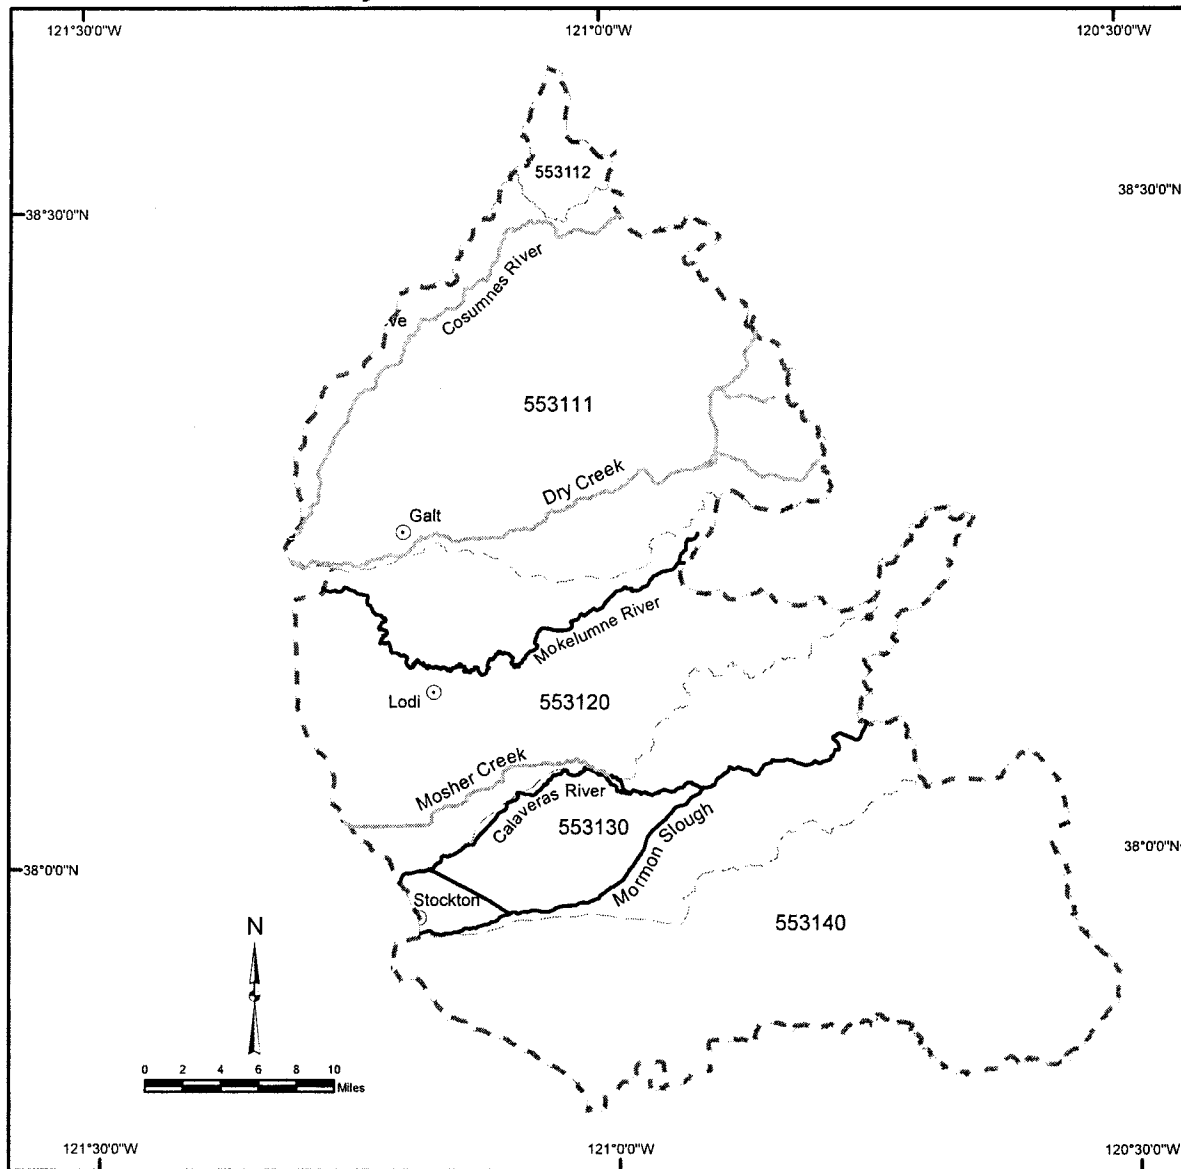 121°30'0"W
121°0'0"W
120°30'0"W
553112
38°30'0"N
38°30'0"N
Cosumnes River
-ve
553111
Dry Creek
Galt
Mokelumne River
Lodi
553120
Mosher Creek
Calaveras River
553130
Mormon Slough
38°0'0"N
38°0'0"N
Stockton
553140
N
0 2 4 6 8 10
Miles
121°30'0"W
121°0'0"W
120°30'0"W